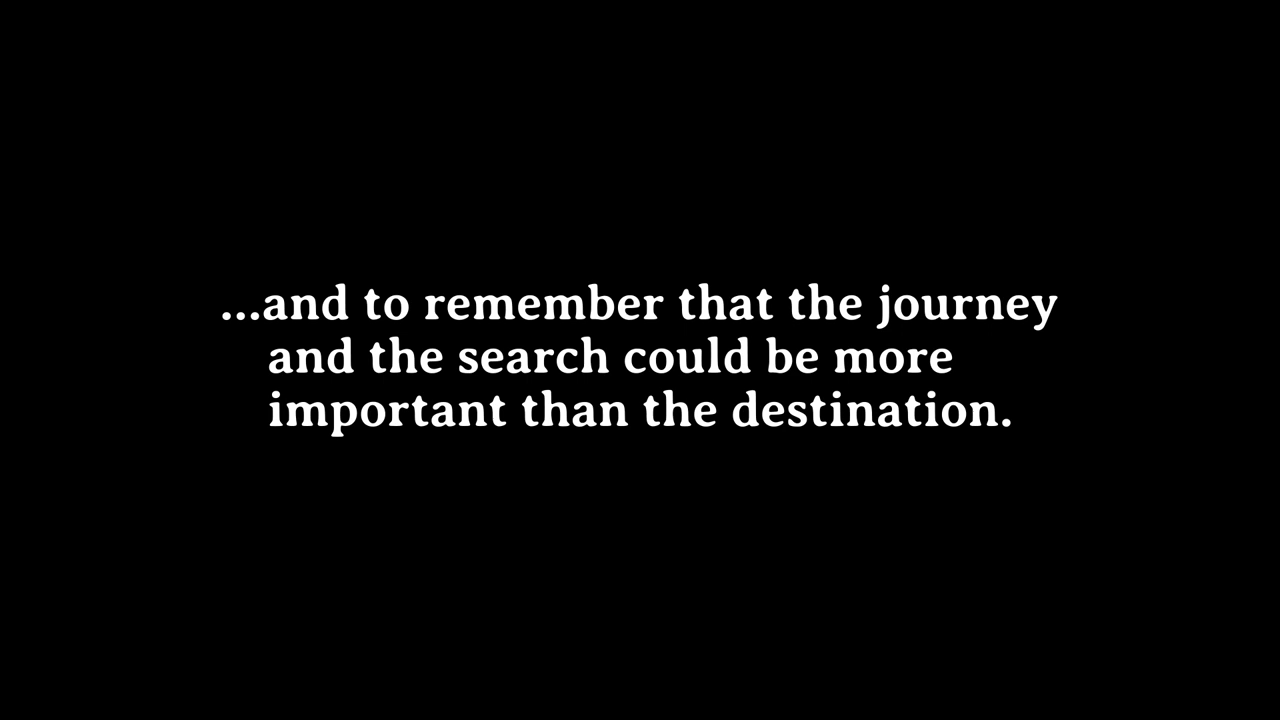 ...and to remember that the journey
and the search could be more
important than the destination.